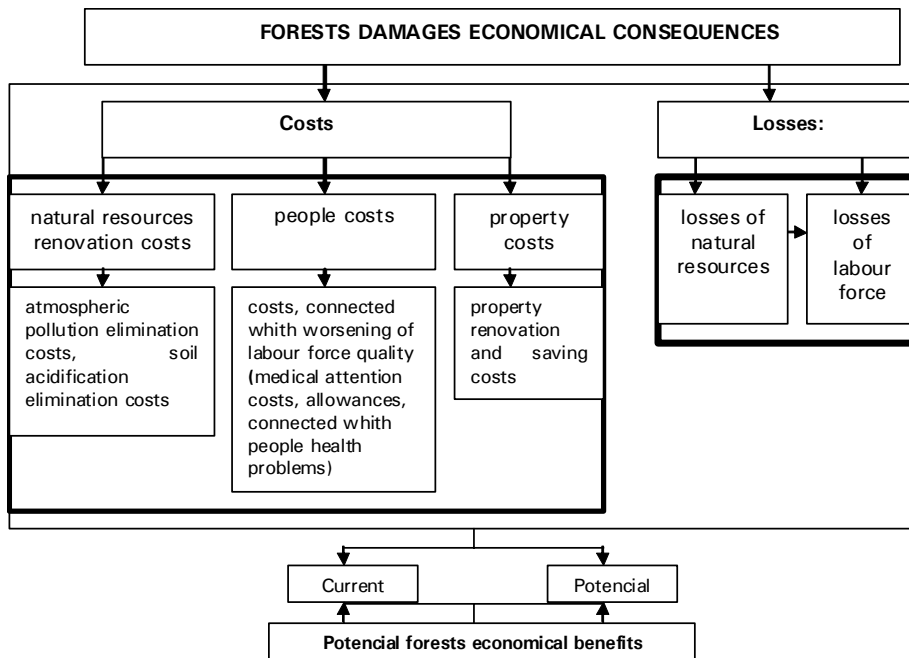 FORESTS DAMAGES ECONOMICAL CONSEQUENCES
Costs
Losses:
natural resources
renovation costs
people costs
property
costs
losses of
natural
resources
losses
of
labour
force
atmospheric
pollution elimination
costs, soil
acidification
elimination costs
costs, connected
whith worsening of
labour force quality
(medical attention
costs, allowances,
connected whith
people health
problems)
property
renovation
and saving
costs
Current
Potencial
Potencial forests economical benefits